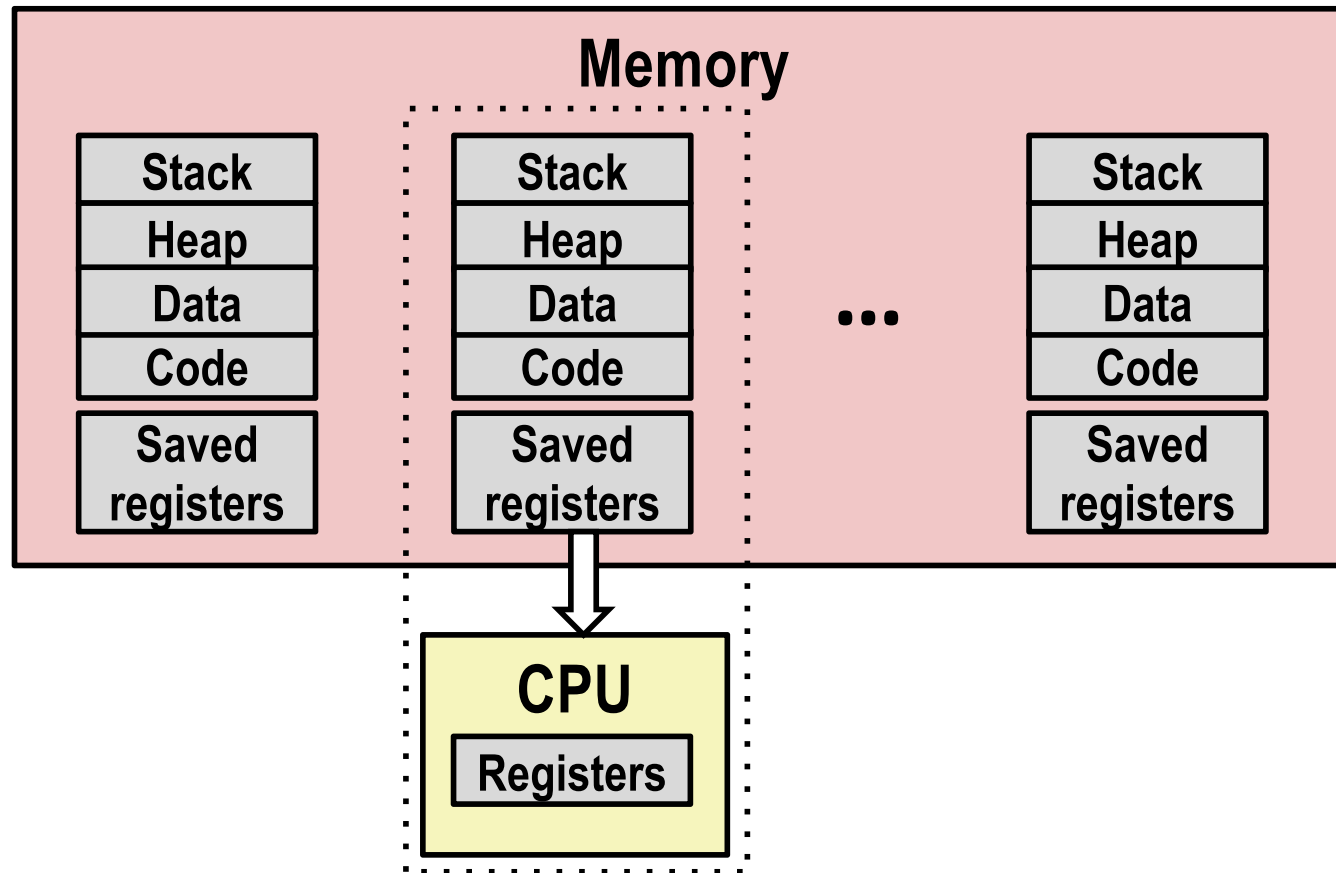 Memory
Stack
Heap
Data
Code
Saved
registers
Stack
Heap
Data
Code
Saved
registers
...
Stack
Heap
Data
Code
Saved
registers
CPU
Registers